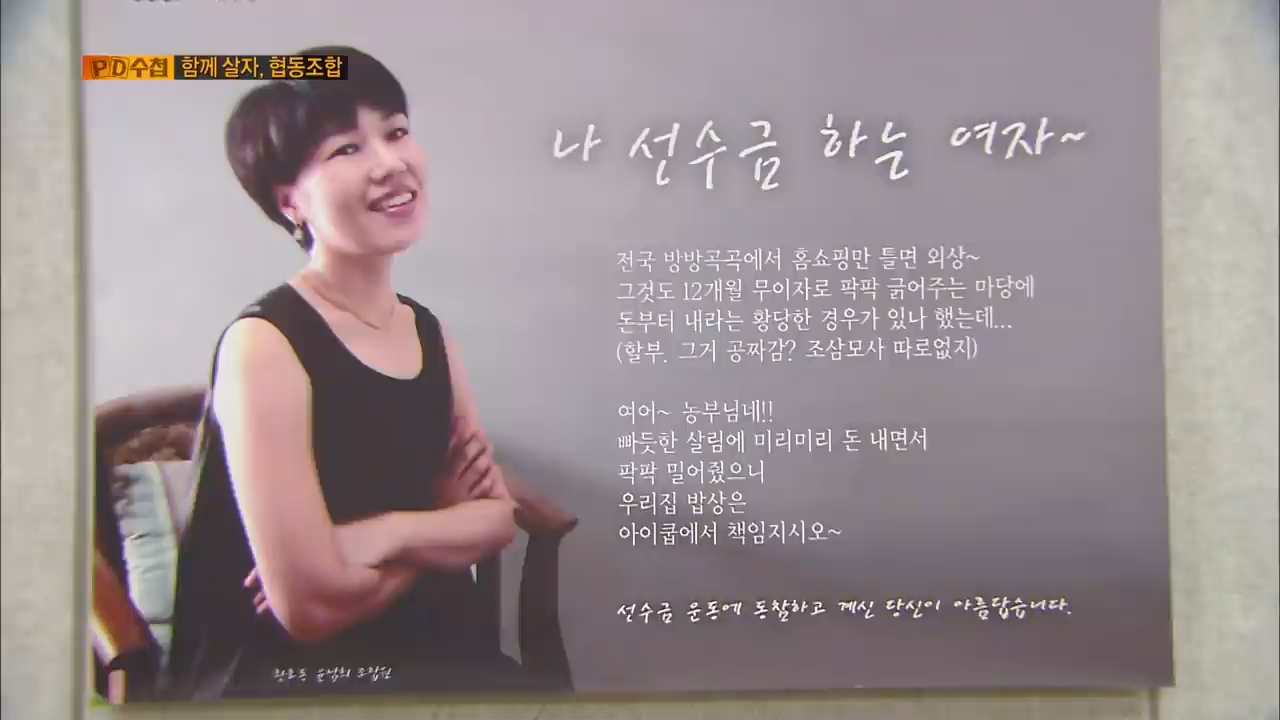 PD수첩 함께 살자, 협동조합
나 선수금 하는 여자~
전국 방방곡곡에서 홈쇼핑만 틀면 외상~
그것도 12개월 무이자로 팍팍 긁어주는 마당에
돈부터 내라는 황당한 경우가 있나 했는데...
(할부. 그거 공짜감? 조삼모사 따로없지)
여어~ 농부님네!!
빠듯한 살림에 미리미리 돈 내면서
팍팍 밀어줬으니
우리집 밥상은
아이쿱에서 책임지시오~
선수금 운동에 동참하고 계신 당신이 아름답습니다.
조합원